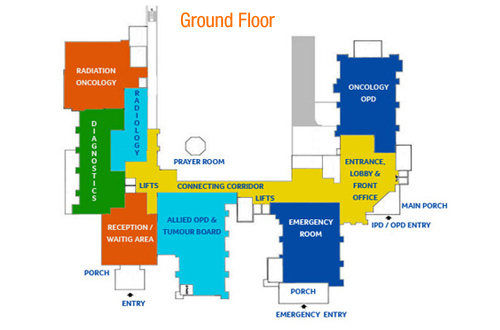 Ground Floor
RADIATION
ONCOLOGY
RADIOLOGY
DIAGNOSTICS
ONCOLOGY
OPD
PRAYER ROOM
ENTRANCE,
LOBBY &
FRONT
OFFICE
LIFTS
CONNECTING CORRIDOR
LIFTS
MAIN PORCH
IPD / OPD ENTRY
RECEPTION /
WAITIG AREA
ALLIED OPD &
TUMOUR BOARD
EMERGENCY
ROOM
PORCH
ENTRY
PORCH
EMERGENCY ENTRY